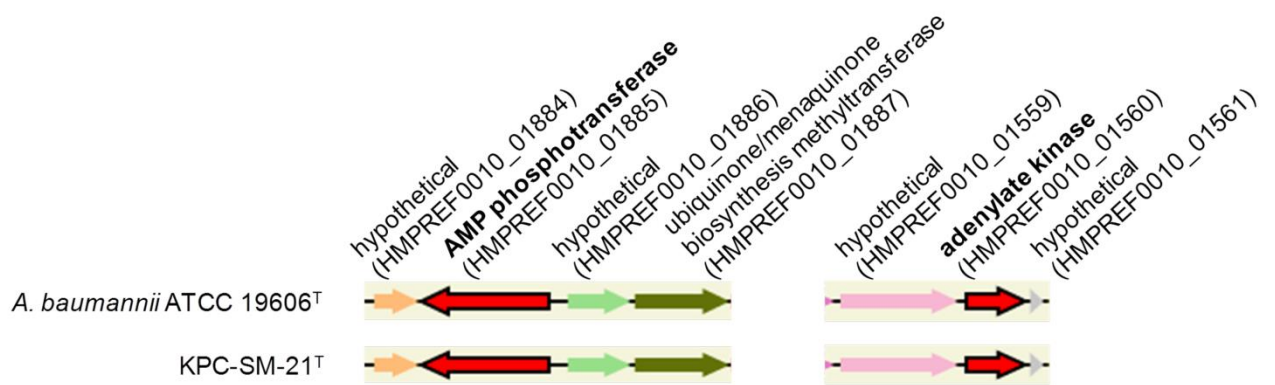 hypothetical
(HMPREF0010_01884)
AMP phosphotransferase
(HMPREF0010_01885)
hypothetical
(HMPREF0010_01886)
ubiquinone/menaquinone
biosynthesis methyltransferase
(HMPREF0010_01887)
hypothetical
(HMPREF0010_01559)
adenylate kinase
(HMPREF0010_01560)
hypothetical
(HMPREF0010_01561)
A. baumannii ATCC 19606ᵀ
KPC-SM-21ᵀ